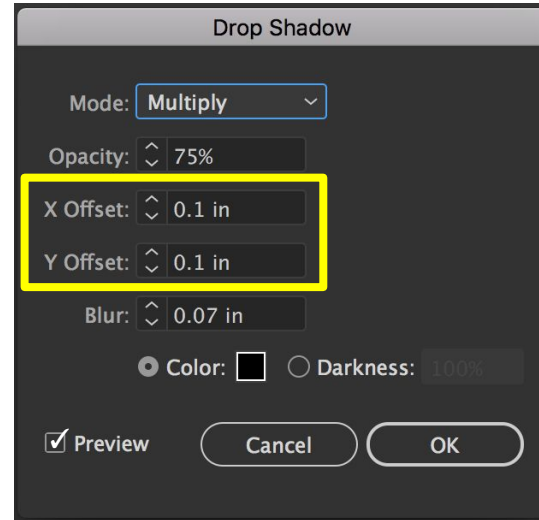 Drop Shadow
Mode: Multiply
Opacity: 75%
X Offset: 0.1 in
Y Offset: 0.1 in
Blur: 0.07 in
Color: Darkness: 100%
Preview Cancel OK